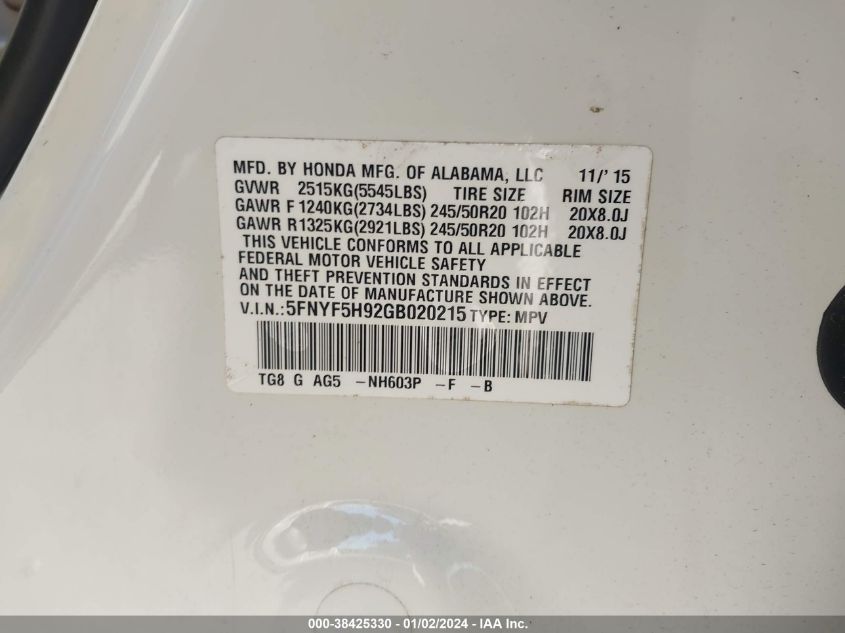 MFD. BY HONDA MFG. OF ALABAMA, LLC 11/' 15
GVWR 2515KG(5545LBS) TIRE SIZE RIM SIZE
GAWR F 1240KG(2734LBS) 245/50R20 102H 20X8.0J
GAWR R1325KG(2921LBS) 245/50R20 102H 20X8.0J
THIS VEHICLE CONFORMS TO ALL APPLICABLE
FEDERAL MOTOR VEHICLE SAFETY
AND THEFT PREVENTION STANDARDS IN EFFECT
ON THE DATE OF MANUFACTURE SHOWN ABOVE.
V.I.N.:5FNYF5H92GB020215 TYPE: MPV
TG8 G AG5 -NH603P -F -B
000-38425330 - 01/02/2024 - IAA, Inc.